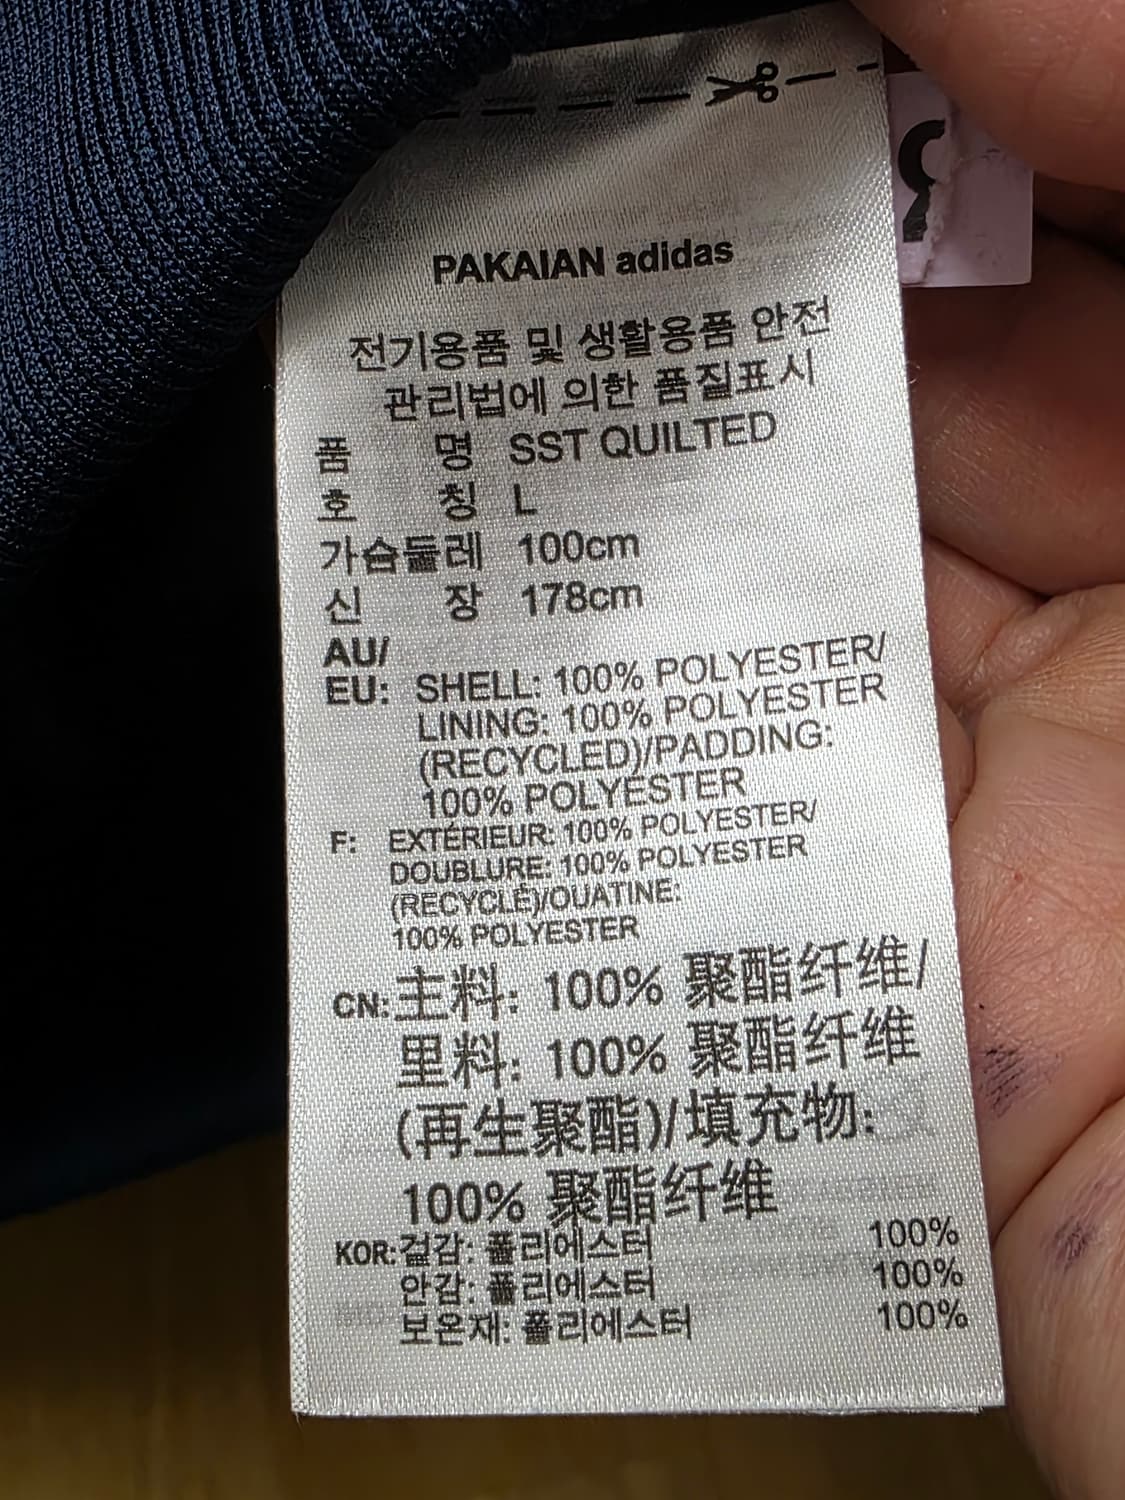 PAKAIAN adidas
전기용품 및 생활용품 안전
관리법에 의한 품질표시
품 명 SST QUILTED
호 칭 L
가슴둘레 100cm
신 장 178cm
AU/
EU: SHELL: 100% POLYESTER/
LINING: 100% POLYESTER
(RECYCLED)/PADDING:
100% POLYESTER
F: EXTÉRIEUR: 100% POLYESTER/
DOUBLURE: 100% POLYESTER
(RECYCLÉ)/OUATINE:
100% POLYESTER
CN: 主料: 100% 聚酯纤维/
里料: 100% 聚酯纤维
(再生聚酯)/填充物:
100% 聚酯纤维
KOR: 겉감: 폴리에스터 100%
안감: 폴리에스터 100%
보온재: 폴리에스터 100%